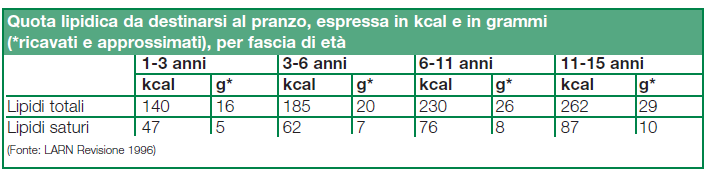 Quota lipidica da destinarsi al pranzo, espressa in kcal e in grammi
(*ricavati e approssimati), per fascia di età
1-3 anni 3-6 anni 6-11 anni 11-15 anni
kcal g* kcal g* kcal g* kcal g*
Lipidi totali 140 16 185 20 230 26 262 29
Lipidi saturi 47 5 62 7 76 8 87 10
(Fonte: LARN Revisione 1996)